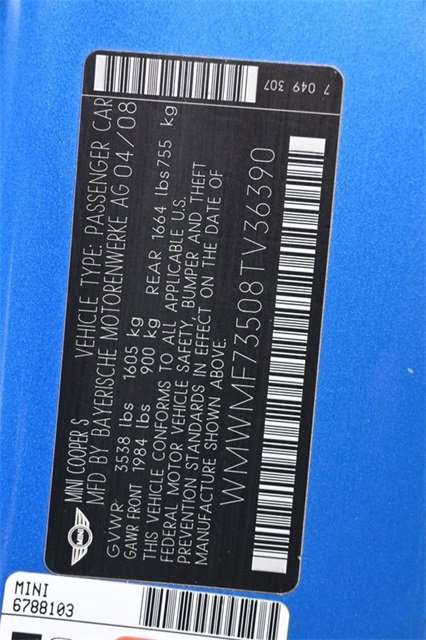 MINI COOPER S VEHICLE TYPE: PASSENGER CAR
MFD BY BAYERISCHE MOTORENWERKE AG 04/08
GVWR 3538 lbs 1605 kg
GAWR FRONT 1984 lbs 900 kg REAR 1664 lbs 755 kg
THIS VEHICLE CONFORMS TO ALL APPLICABLE U.S.
FEDERAL MOTOR VEHICLE SAFETY, BUMPER AND THEFT
PREVENTION STANDARDS IN EFFECT ON THE DATE OF
MANUFACTURE SHOWN ABOVE.
WMWMF73508TV36390
7 049 307
MINI
MINI
6788103